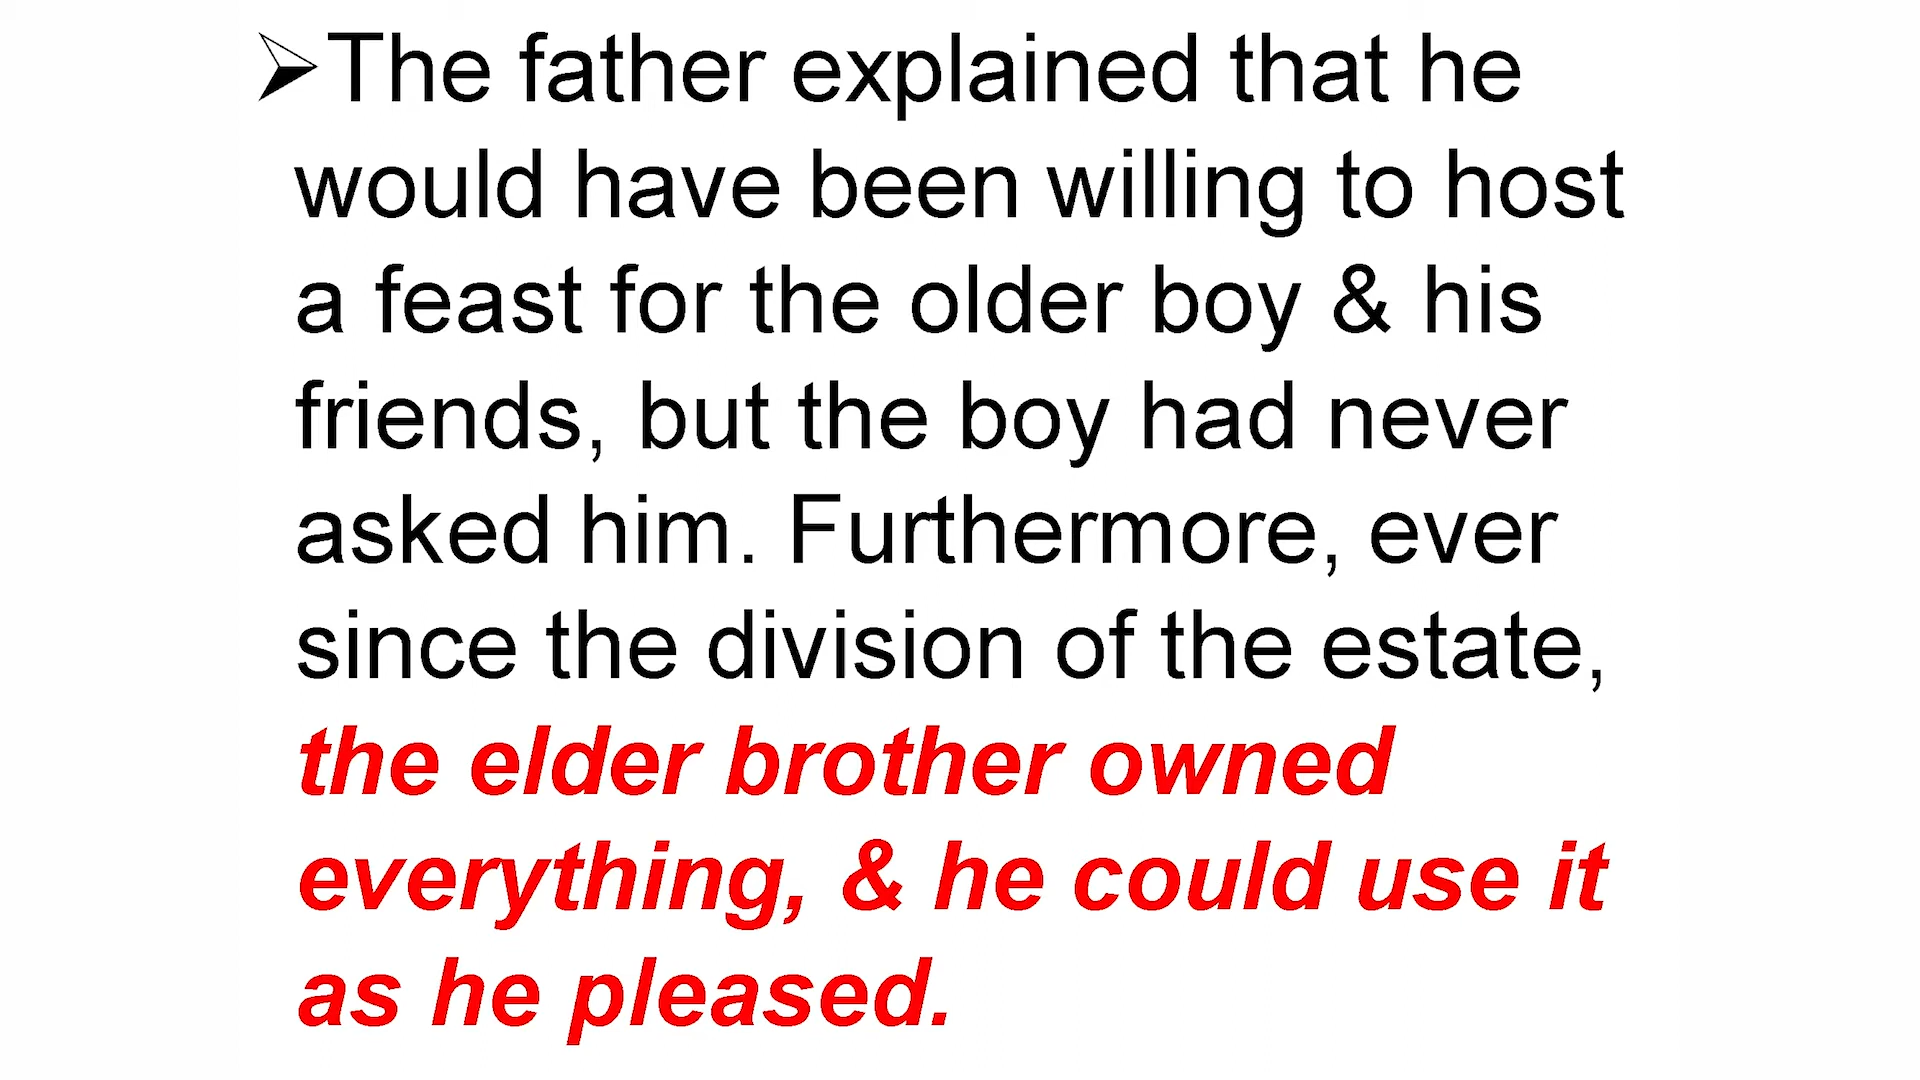 ➢The father explained that he
would have been willing to host
a feast for the older boy & his
friends, but the boy had never
asked him. Furthermore, ever
since the division of the estate,
the elder brother owned
everything, & he could use it
as he pleased.